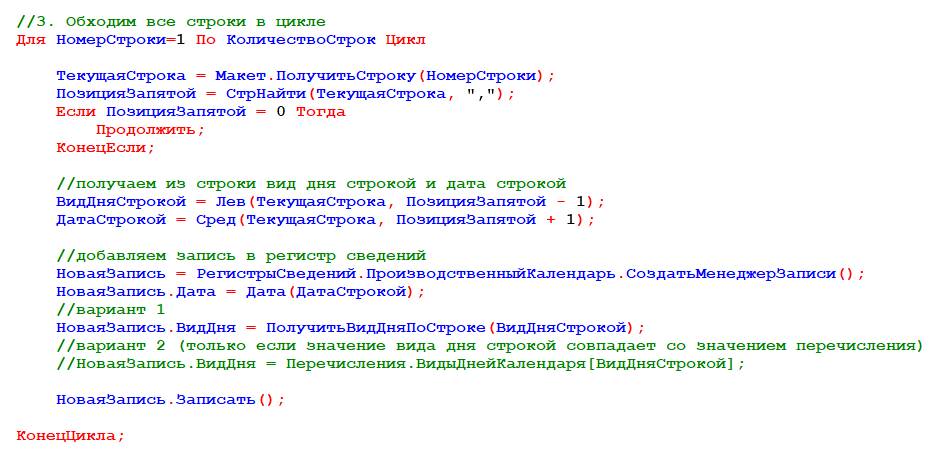 //3. Обходим все строки в цикле
Для НомерСтроки=1 По КоличествоСтрок Цикл
ТекущаяСтрока = Макет.ПолучитьСтроку(НомерСтроки);
ПозицияЗапятой = СтрНайти(ТекущаяСтрока, ",");
Если ПозицияЗапятой = 0 Тогда
Продолжить;
КонецЕсли;
//получаем из строки вид дня строкой и дата строкой
ВидДняСтрокой = Лев(ТекущаяСтрока, ПозицияЗапятой - 1);
ДатаСтрокой = Сред(ТекущаяСтрока, ПозицияЗапятой + 1);
//добавляем запись в регистр сведений
НоваяЗапись = РегистрыСведений.ПроизводственныйКалендарь.СоздатьМенеджерЗаписи();
НоваяЗапись.Дата = Дата(ДатаСтрокой);
//вариант 1
НоваяЗапись.ВидДня = ПолучитьВидДняПоСтроке(ВидДняСтрокой);
//вариант 2 (только если значение вида дня строкой совпадает со значением перечисления)
//НоваяЗапись.ВидДня = Перечисления.ВидыДнейКалендаря[ВидДняСтрокой];
НоваяЗапись.Записать();
КонецЦикла;